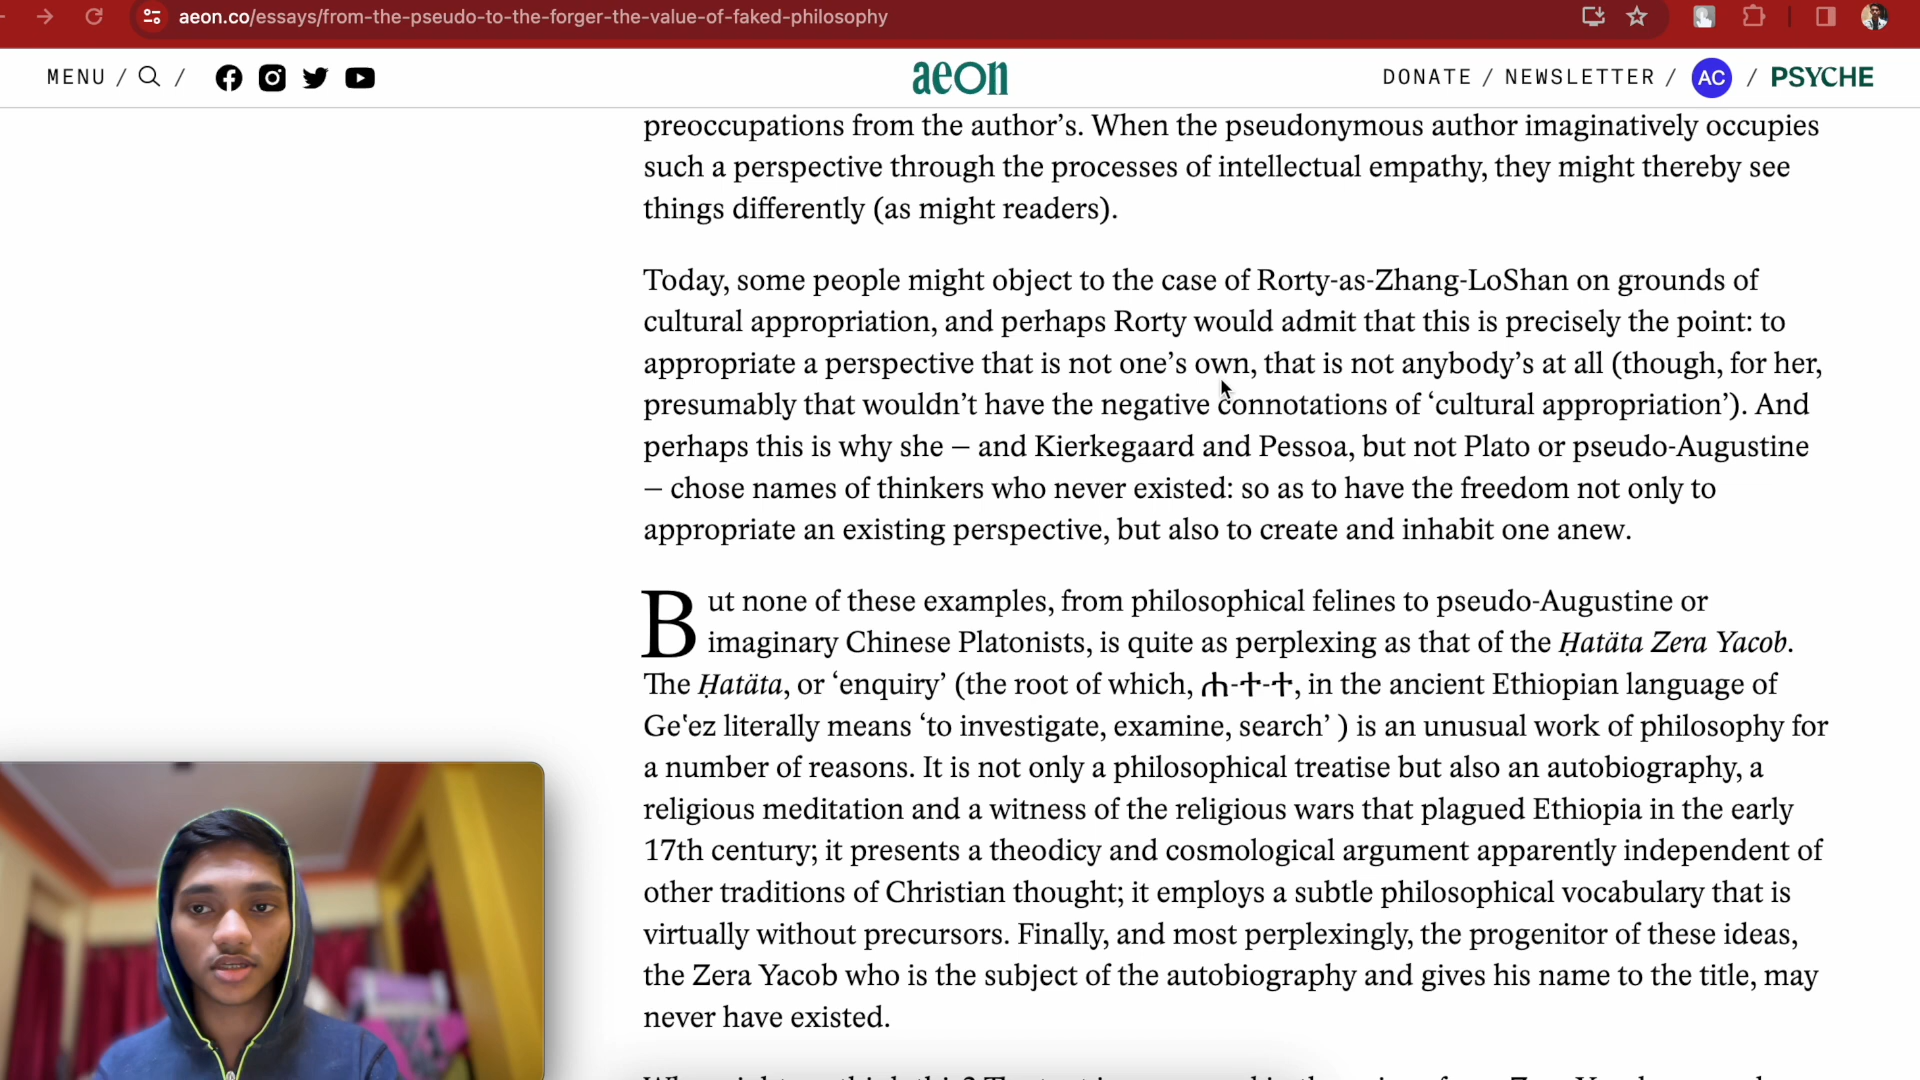 aeon.co/essays/from-the-pseudo-to-the-forger-the-value-of-faked-philosophy
MENU / /
aeon
DONATE / NEWSLETTER / AC / PSYCHE
preoccupations from the author’s. When the pseudonymous author imaginatively occupies
such a perspective through the processes of intellectual empathy, they might thereby see
things differently (as might readers).
Today, some people might object to the case of Rorty-as-Zhang-LoShan on grounds of
cultural appropriation, and perhaps Rorty would admit that this is precisely the point: to
appropriate a perspective that is not one’s own, that is not anybody’s at all (though, for her,
presumably that wouldn’t have the negative connotations of ‘cultural appropriation’). And
perhaps this is why she – and Kierkegaard and Pessoa, but not Plato or pseudo-Augustine
– chose names of thinkers who never existed: so as to have the freedom not only to
appropriate an existing perspective, but also to create and inhabit one anew.
But none of these examples, from philosophical felines to pseudo-Augustine or
imaginary Chinese Platonists, is quite as perplexing as that of the Ḥatäta Zera Yacob.
The Ḥatäta, or ‘enquiry’ (the root of which, ሐ-ተ-ተ, in the ancient Ethiopian language of
Geʽez literally means ‘to investigate, examine, search’ ) is an unusual work of philosophy for
a number of reasons. It is not only a philosophical treatise but also an autobiography, a
religious meditation and a witness of the religious wars that plagued Ethiopia in the early
17th century; it presents a theodicy and cosmological argument apparently independent of
other traditions of Christian thought; it employs a subtle philosophical vocabulary that is
virtually without precursors. Finally, and most perplexingly, the progenitor of these ideas,
the Zera Yacob who is the subject of the autobiography and gives his name to the title, may
never have existed.